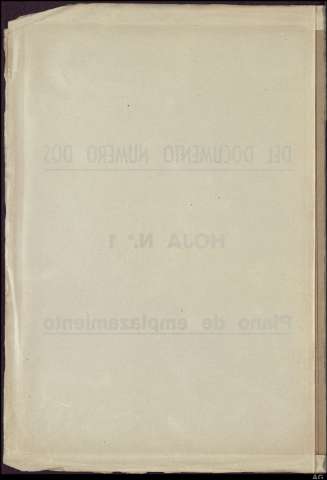 DEL DOCUMENTO NUMERO DOS
HOJA N.° 1
Plano de emplazamiento